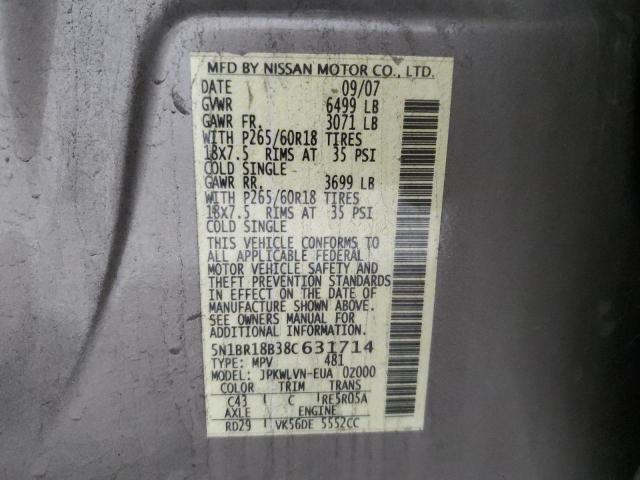 MFD BY NISSAN MOTOR CO., LTD.
DATE 09/07
GVWR 6499 LB
GAWR FR. 3071 LB
WITH P265/60R18 TIRES
18X7.5 RIMS AT 35 PSI
COLD SINGLE
GAWR RR. 3699 LB
WITH P265/60R18 TIRES
18X7.5 RIMS AT 35 PSI
COLD SINGLE
THIS VEHICLE CONFORMS TO
ALL APPLICABLE FEDERAL
MOTOR VEHICLE SAFETY AND
THEFT PREVENTION STANDARDS
IN EFFECT ON THE DATE OF
MANUFACTURE SHOWN ABOVE.
SEE OWNERS MANUAL FOR
ADDITIONAL INFORMATION.
5N1BR18B38C631714
TYPE: MPV 481
MODEL: JPKWLVN-EUA 02000
COLOR TRIM TRANS
C43 C RE5R05A
AXLE ENGINE
RD29 VK56DE 5552CC